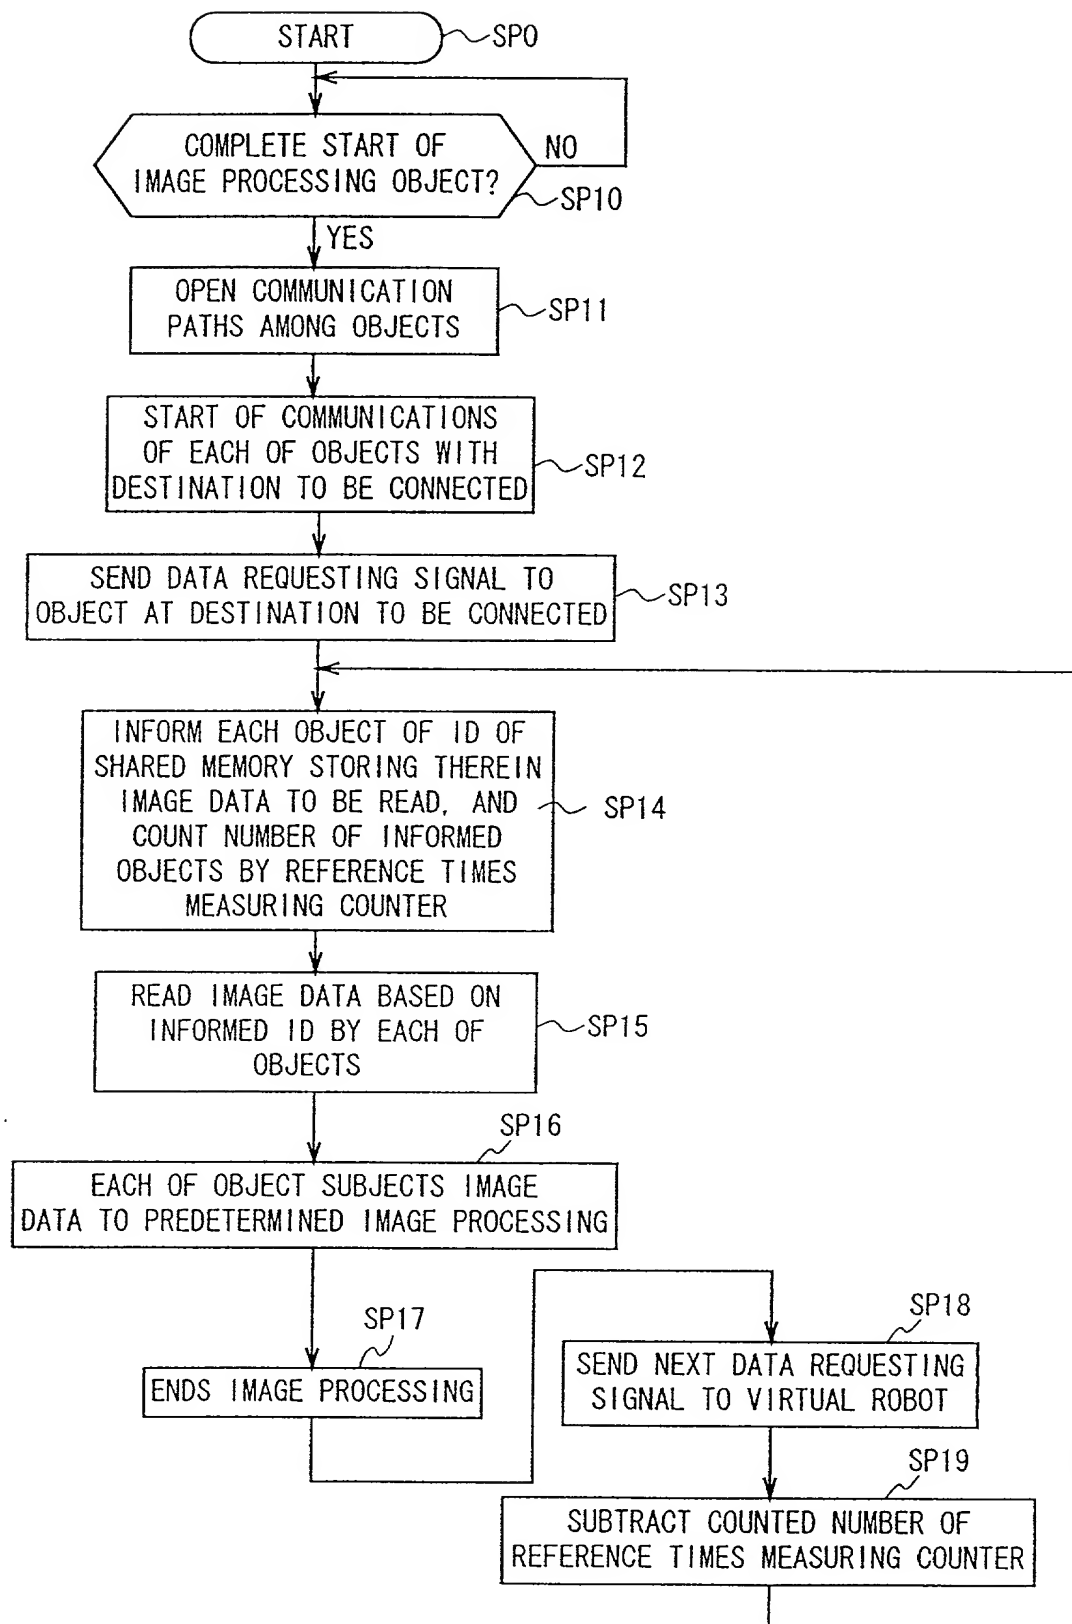 START
SP0
COMPLETE START OF
IMAGE PROCESSING OBJECT?
NO
SP10
YES
OPEN COMMUNICATION
PATHS AMONG OBJECTS
SP11
START OF COMMUNICATIONS
OF EACH OF OBJECTS WITH
DESTINATION TO BE CONNECTED
SP12
SEND DATA REQUESTING SIGNAL TO
OBJECT AT DESTINATION TO BE CONNECTED
SP13
INFORM EACH OBJECT OF ID OF
SHARED MEMORY STORING THEREIN
IMAGE DATA TO BE READ, AND
COUNT NUMBER OF INFORMED
OBJECTS BY REFERENCE TIMES
MEASURING COUNTER
SP14
READ IMAGE DATA BASED ON
INFORMED ID BY EACH OF
OBJECTS
SP15
SP16
EACH OF OBJECT SUBJECTS IMAGE
DATA TO PREDETERMINED IMAGE PROCESSING
SP17
ENDS IMAGE PROCESSING
SP18
SEND NEXT DATA REQUESTING
SIGNAL TO VIRTUAL ROBOT
SP19
SUBTRACT COUNTED NUMBER OF
REFERENCE TIMES MEASURING COUNTER